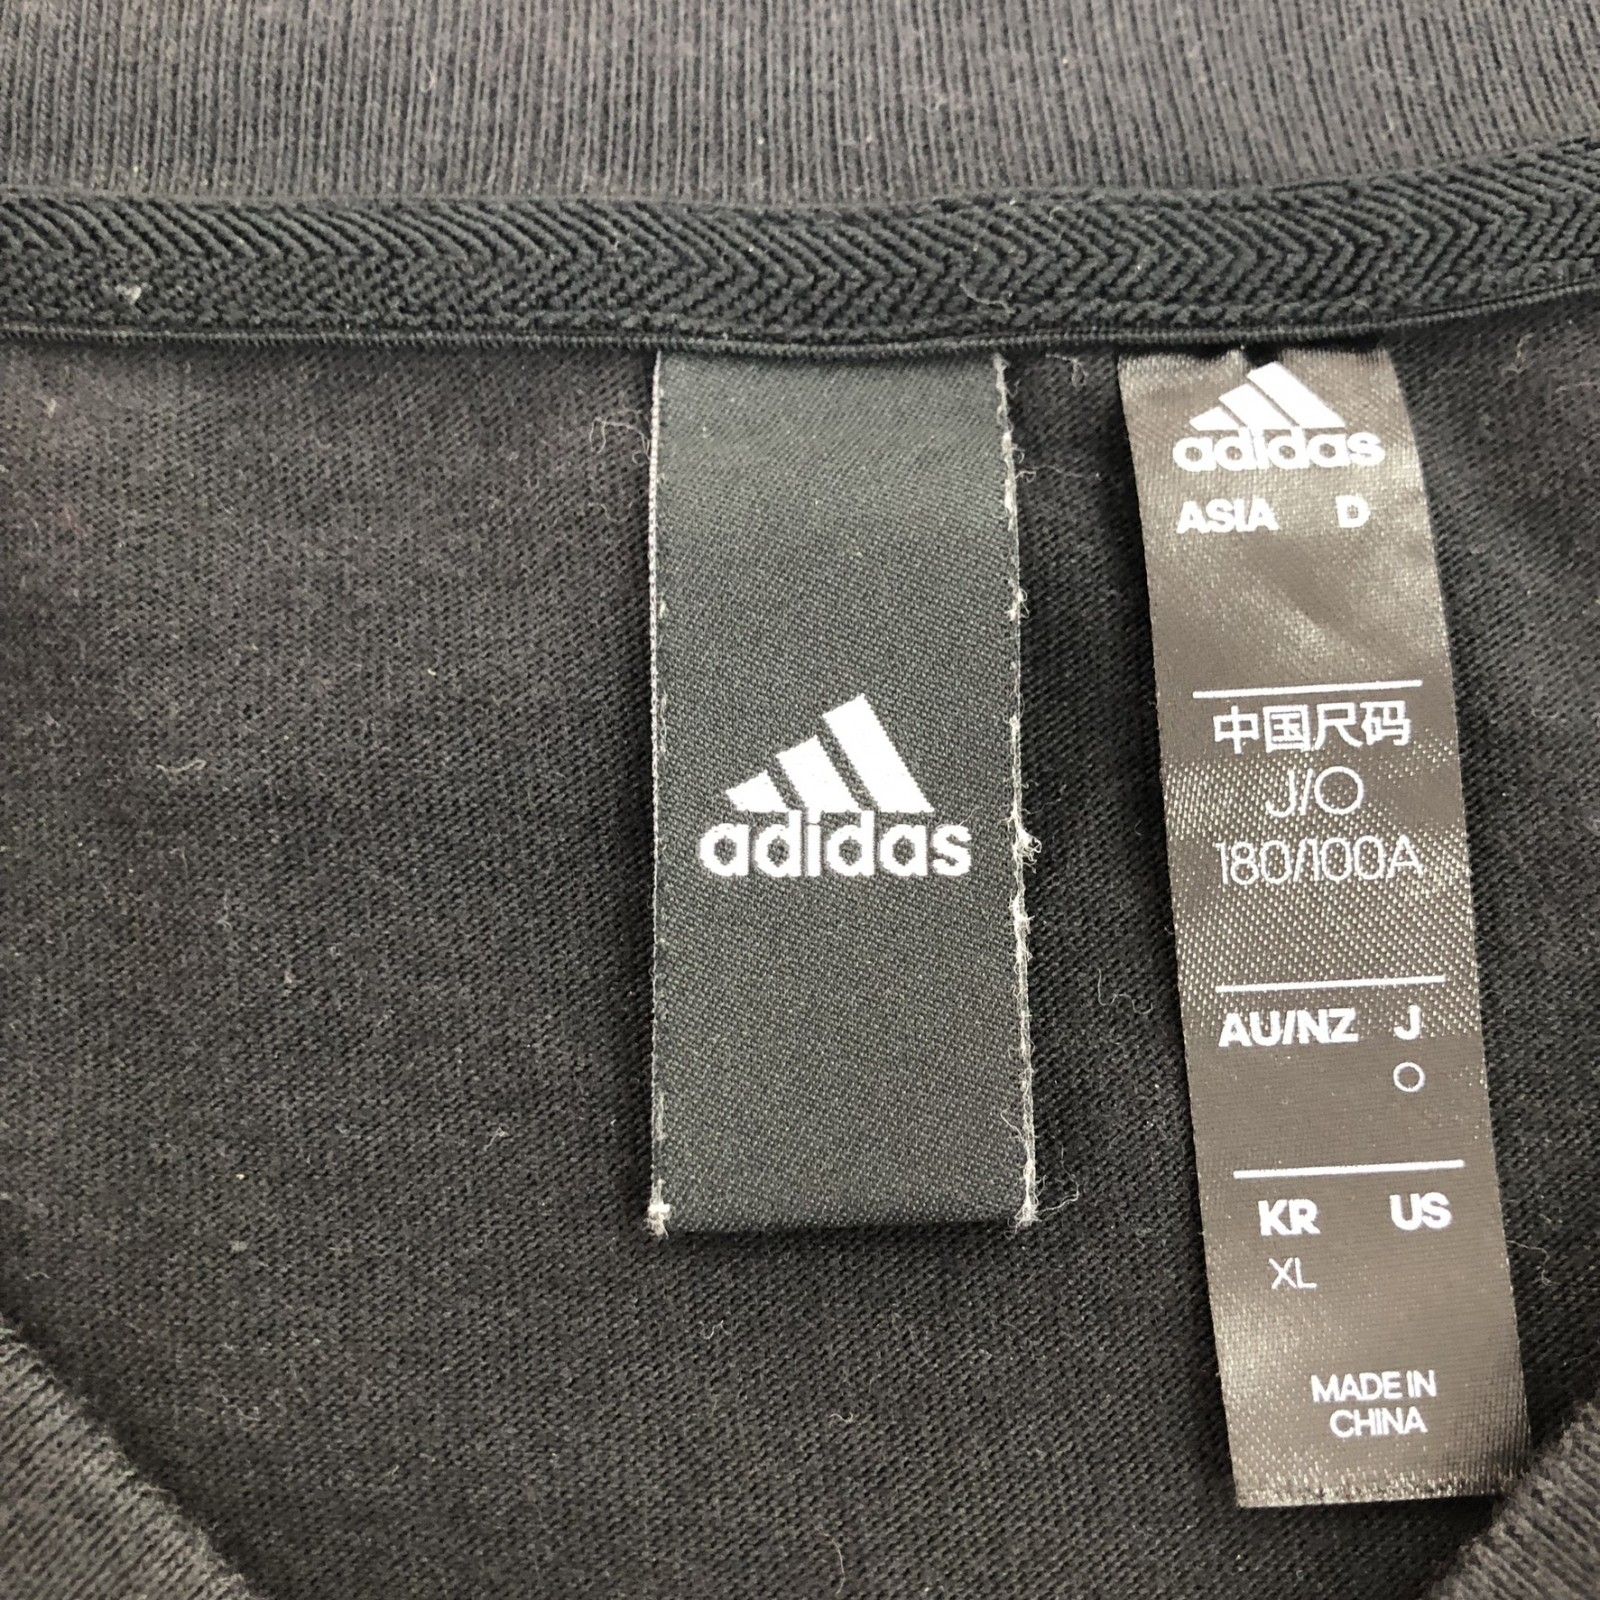 adidas
adidas
ASIA D
中国尺码
J/O
180/100A
AU/NZ J
O
KR US
XL
MADE IN
CHINA